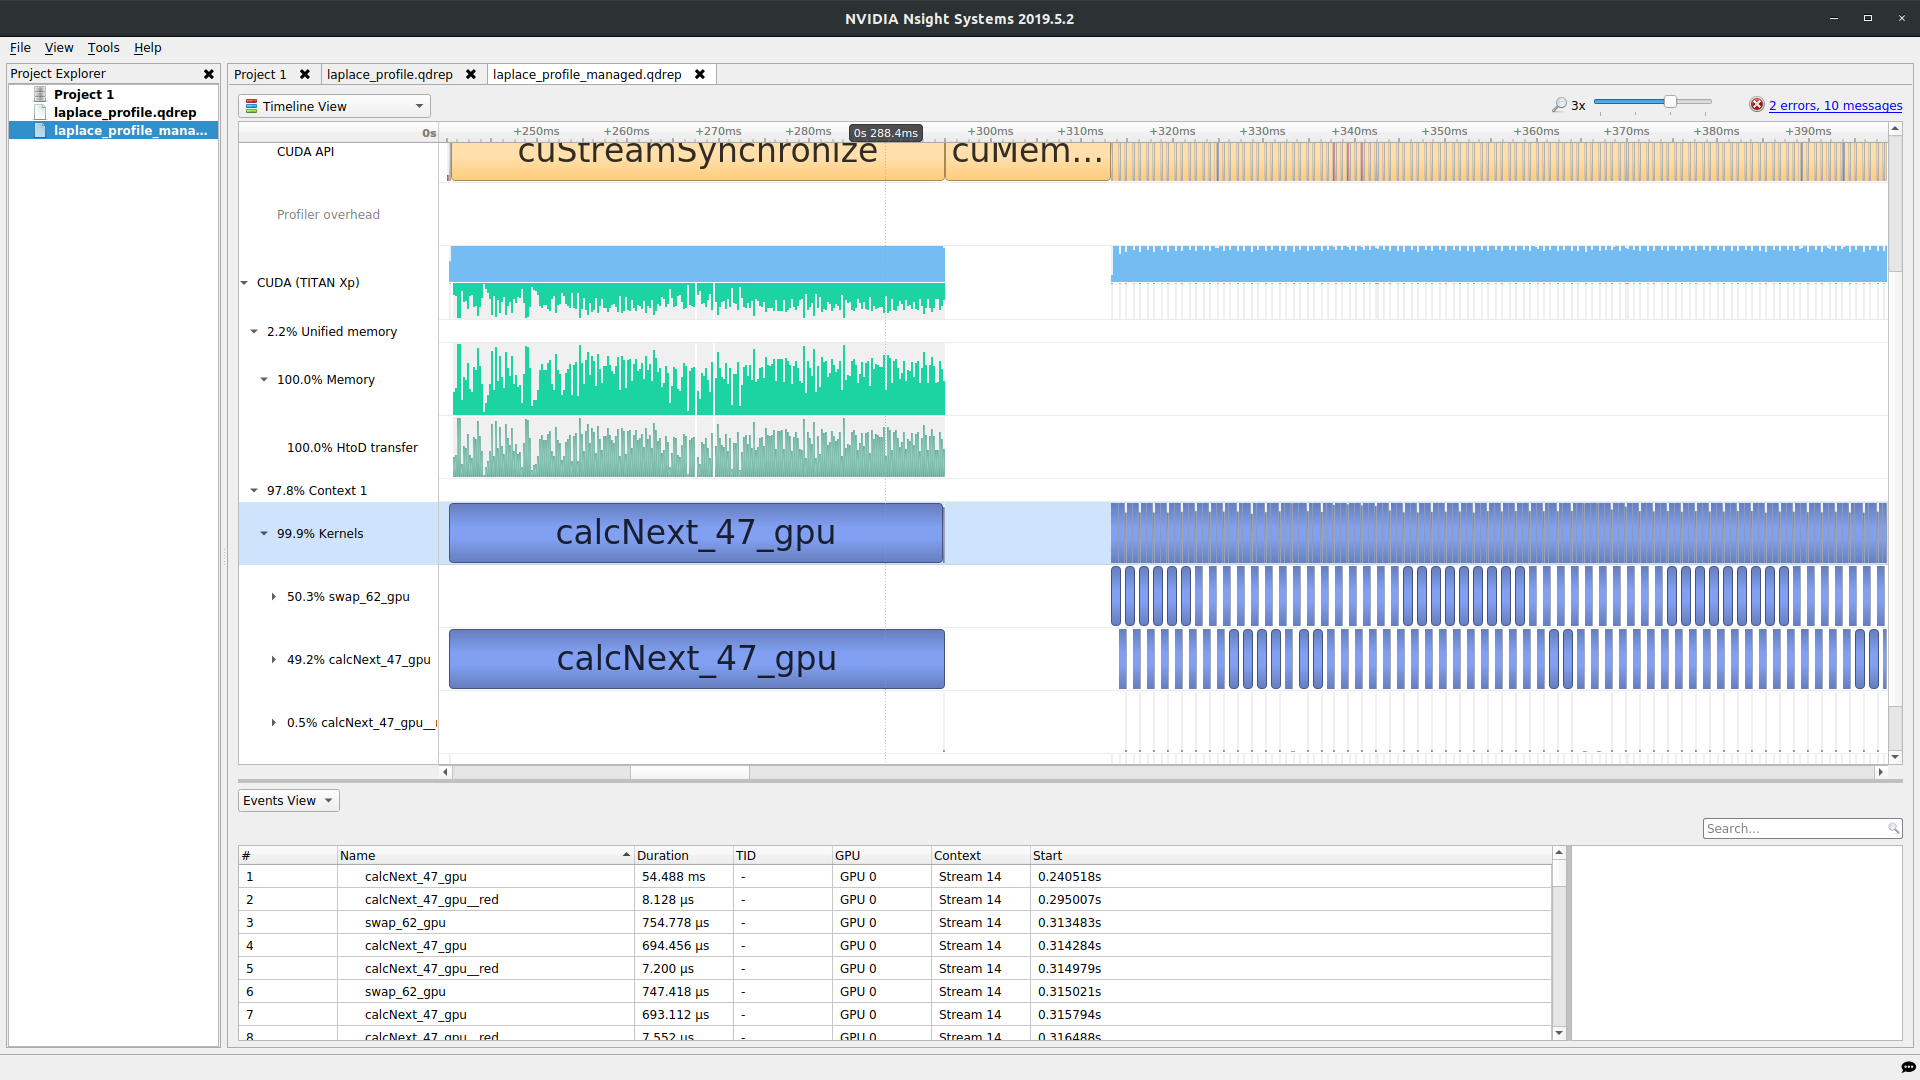 NVIDIA Nsight Systems 2019.5.2
File View Tools Help
Project Explorer
Project 1
laplace_profile.qdrep
laplace_profile_mana...
Project 1 laplace_profile.qdrep laplace_profile_managed.qdrep
Timeline View
3x
2 errors, 10 messages
0s +250ms +260ms +270ms +280ms 0s 288.4ms +300ms +310ms +320ms +330ms +340ms +350ms +360ms +370ms +380ms +390ms
CUDA API cuStreamSynchronize cuMem...
Profiler overhead
CUDA (TITAN Xp)
2.2% Unified memory
100.0% Memory
100.0% HtoD transfer
97.8% Context 1
99.9% Kernels calcNext_47_gpu
50.3% swap_62_gpu
49.2% calcNext_47_gpu calcNext_47_gpu
0.5% calcNext_47_gpu__
Events View
Search...
# Name Duration TID GPU Context Start
1 calcNext_47_gpu 54.488 ms - GPU 0 Stream 14 0.240518s
2 calcNext_47_gpu__red 8.128 µs - GPU 0 Stream 14 0.295007s
3 swap_62_gpu 754.778 µs - GPU 0 Stream 14 0.313483s
4 calcNext_47_gpu 694.456 µs - GPU 0 Stream 14 0.314284s
5 calcNext_47_gpu__red 7.200 µs - GPU 0 Stream 14 0.314979s
6 swap_62_gpu 747.418 µs - GPU 0 Stream 14 0.315021s
7 calcNext_47_gpu 693.112 µs - GPU 0 Stream 14 0.315794s
8 calcNext_47_gpu__red 7.552 µs - GPU 0 Stream 14 0.316488s